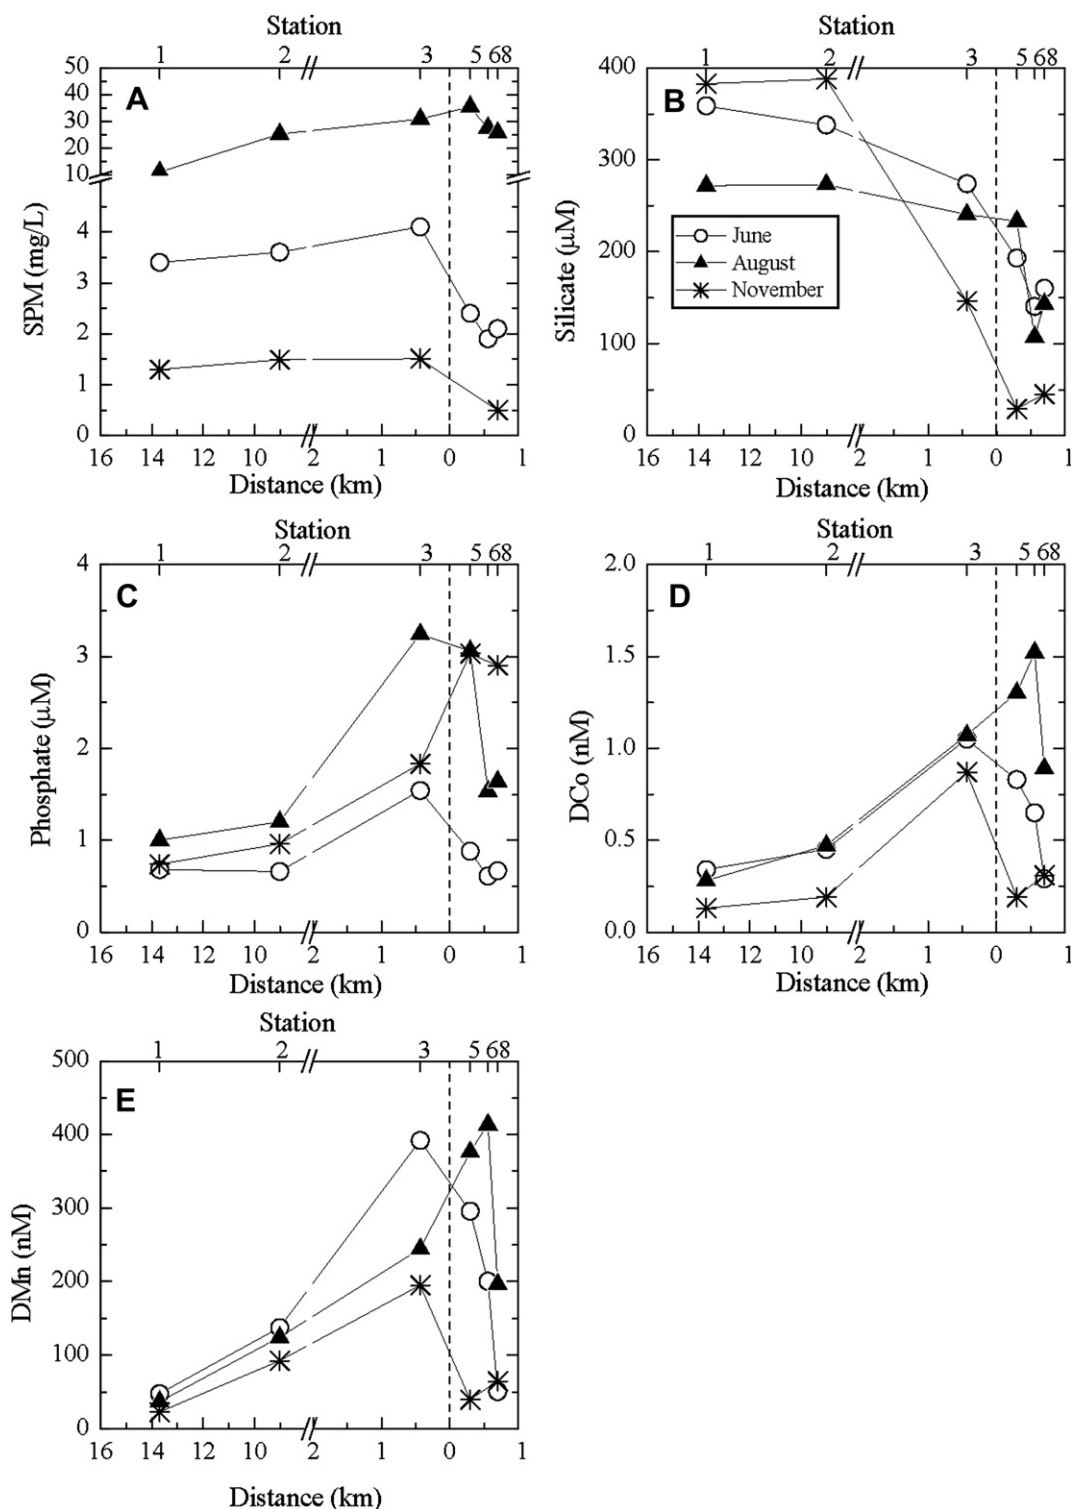 Station
1 2 3 5 6 8
A
50
40
30
20
10
4
3
2
1
0
SPM (mg/L)
16 14 12 10 2 1 0 1
Distance (km)
Station
1 2 3 5 6 8
B
400
300
200
100
0
Silicate (μM)
June
August
November
16 14 12 10 2 1 0 1
Distance (km)
Station
1 2 3 5 6 8
C
4
3
2
1
0
Phosphate (μM)
16 14 12 10 2 1 0 1
Distance (km)
Station
1 2 3 5 6 8
D
2.0
1.5
1.0
0.5
0.0
DCo (nM)
16 14 12 10 2 1 0 1
Distance (km)
Station
1 2 3 5 6 8
E
500
400
300
200
100
0
DMn (nM)
16 14 12 10 2 1 0 1
Distance (km)